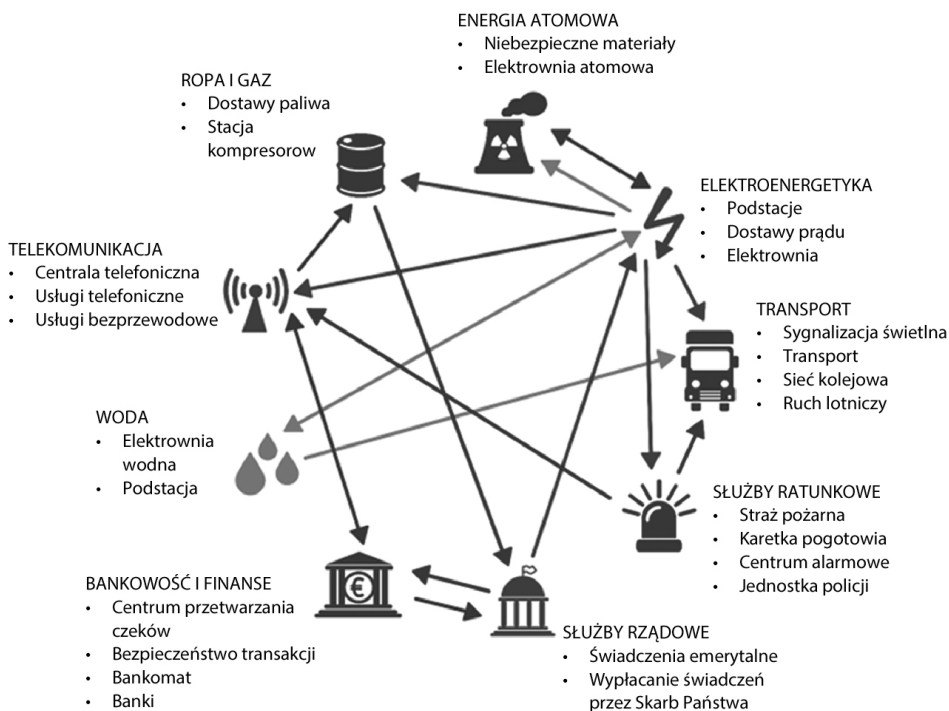 ENERGIA ATOMOWA
• Niebezpieczne materiały
• Elektrownia atomowa
ROPA I GAZ
• Dostawy paliwa
• Stacja
kompresorow
ELEKTROENERGETYKA
• Podstacje
• Dostawy prądu
• Elektrownia
TELEKOMUNIKACJA
• Centrala telefoniczna
• Usługi telefoniczne
• Usługi bezprzewodowe
TRANSPORT
• Sygnalizacja świetlna
• Transport
• Sieć kolejowa
• Ruch lotniczy
WODA
• Elektrownia
wodna
• Podstacja
SŁUŻBY RATUNKOWE
• Straż pożarna
• Karetka pogotowia
• Centrum alarmowe
• Jednostka policji
BANKOWOŚĆ I FINANSE
• Centrum przetwarzania
czeków
• Bezpieczeństwo transakcji
• Bankomat
• Banki
€
SŁUŻBY RZĄDOWE
• Świadczenia emerytalne
• Wypłacanie świadczeń
przez Skarb Państwa